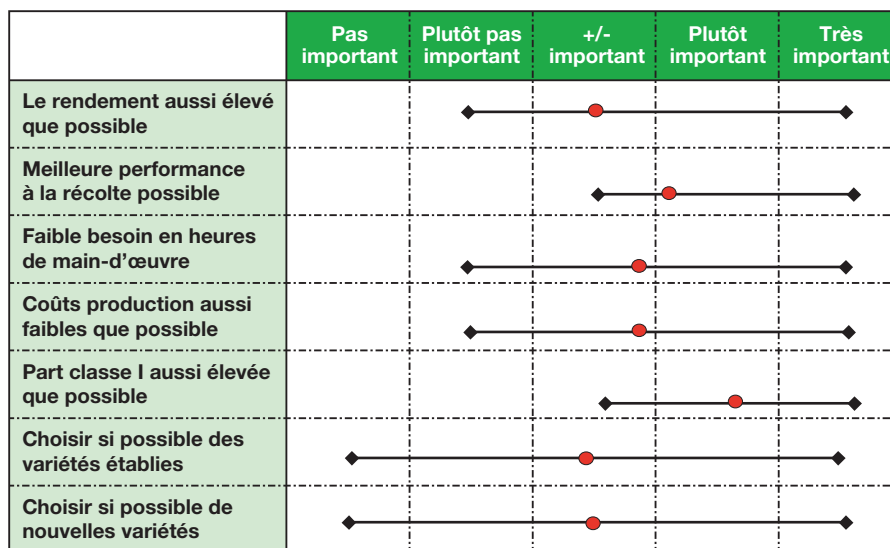 Pas
important
Plutôt pas
important
+/-
important
Plutôt
important
Très
important
Le rendement aussi élevé
que possible
Meilleure performance
à la récolte possible
Faible besoin en heures
de main-d'œuvre
Coûts production aussi
faibles que possible
Part classe I aussi élevée
que possible
Choisir si possible des
variétés établies
Choisir si possible de
nouvelles variétés